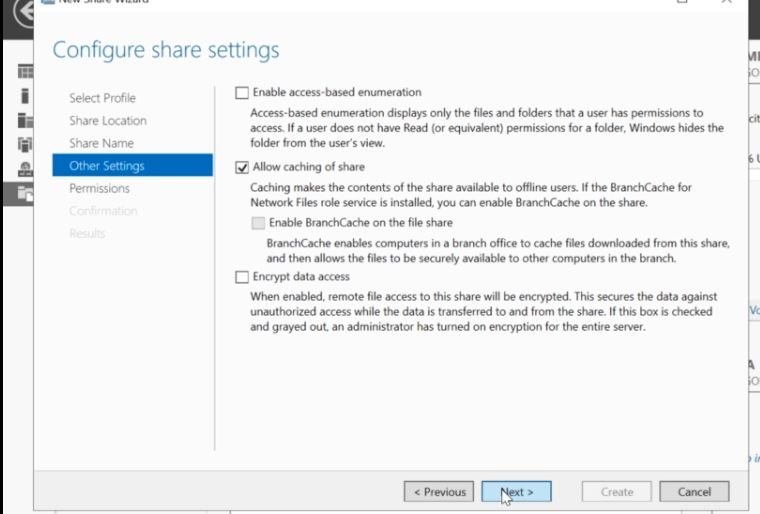 New Share Wizard
Configure share settings
Select Profile
Share Location
Share Name
Other Settings
Permissions
Confirmation
Results
Enable access-based enumeration
Access-based enumeration displays only the files and folders that a user has permissions to
access. If a user does not have Read (or equivalent) permissions for a folder, Windows hides the
folder from the user's view.
Allow caching of share
Caching makes the contents of the share available to offline users. If the BranchCache for
Network Files role service is installed, you can enable BranchCache on the share.
Enable BranchCache on the file share
BranchCache enables computers in a branch office to cache files downloaded from this share,
and then allows the files to be securely available to other computers in the branch.
Encrypt data access
When enabled, remote file access to this share will be encrypted. This secures the data against
unauthorized access while the data is transferred to and from the share. If this box is checked
and grayed out, an administrator has turned on encryption for the entire server.
< Previous
Next >
Create
Cancel